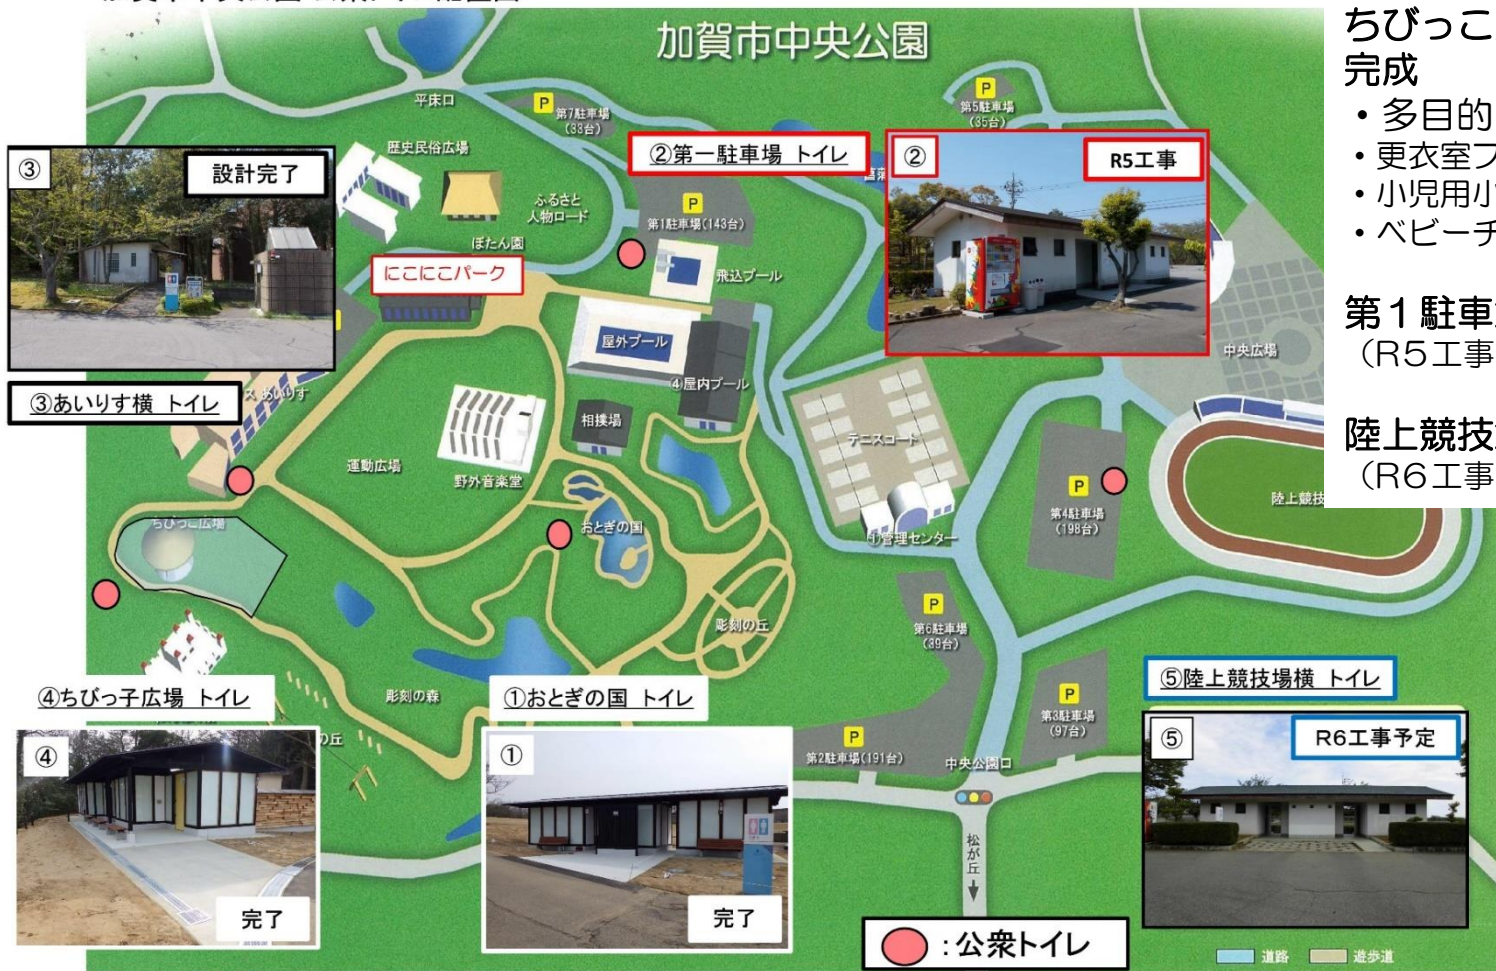 加賀市中央公園
ちびっこ
完成
・多目的
・更衣室
・小児用小
・ベビーチ
第1駐車
（R5工事
陸上競技
（R6工事
平床口
P
第7駐車場
(33台)
P
第5駐車場
(35台)
歴史民俗広場
ふるさと
人物ロード
ぼたん園
②第一駐車場 トイレ
②
R5工事
③
設計完了
P
第1駐車場(143台)
飛込プール
にこにこパーク
屋外プール
④屋内プール
中央広場
③あいりす横 トイレ
ス あいりす
相撲場
テニスコート
運動広場
野外音楽堂
P
第4駐車場
(198台)
陸上競技
ちびっこ広場
おとぎの国
①管理センター
P
第6駐車場
(39台)
彫刻の丘
④ちびっ子広場 トイレ
彫刻の森
①おとぎの国 トイレ
⑤陸上競技場横 トイレ
P
第3駐車場
(97台)
の丘
P
第2駐車場(191台)
中央公園口
④
完了
①
完了
⑤
R6工事予定
松が丘
：公衆トイレ
道路
遊歩道